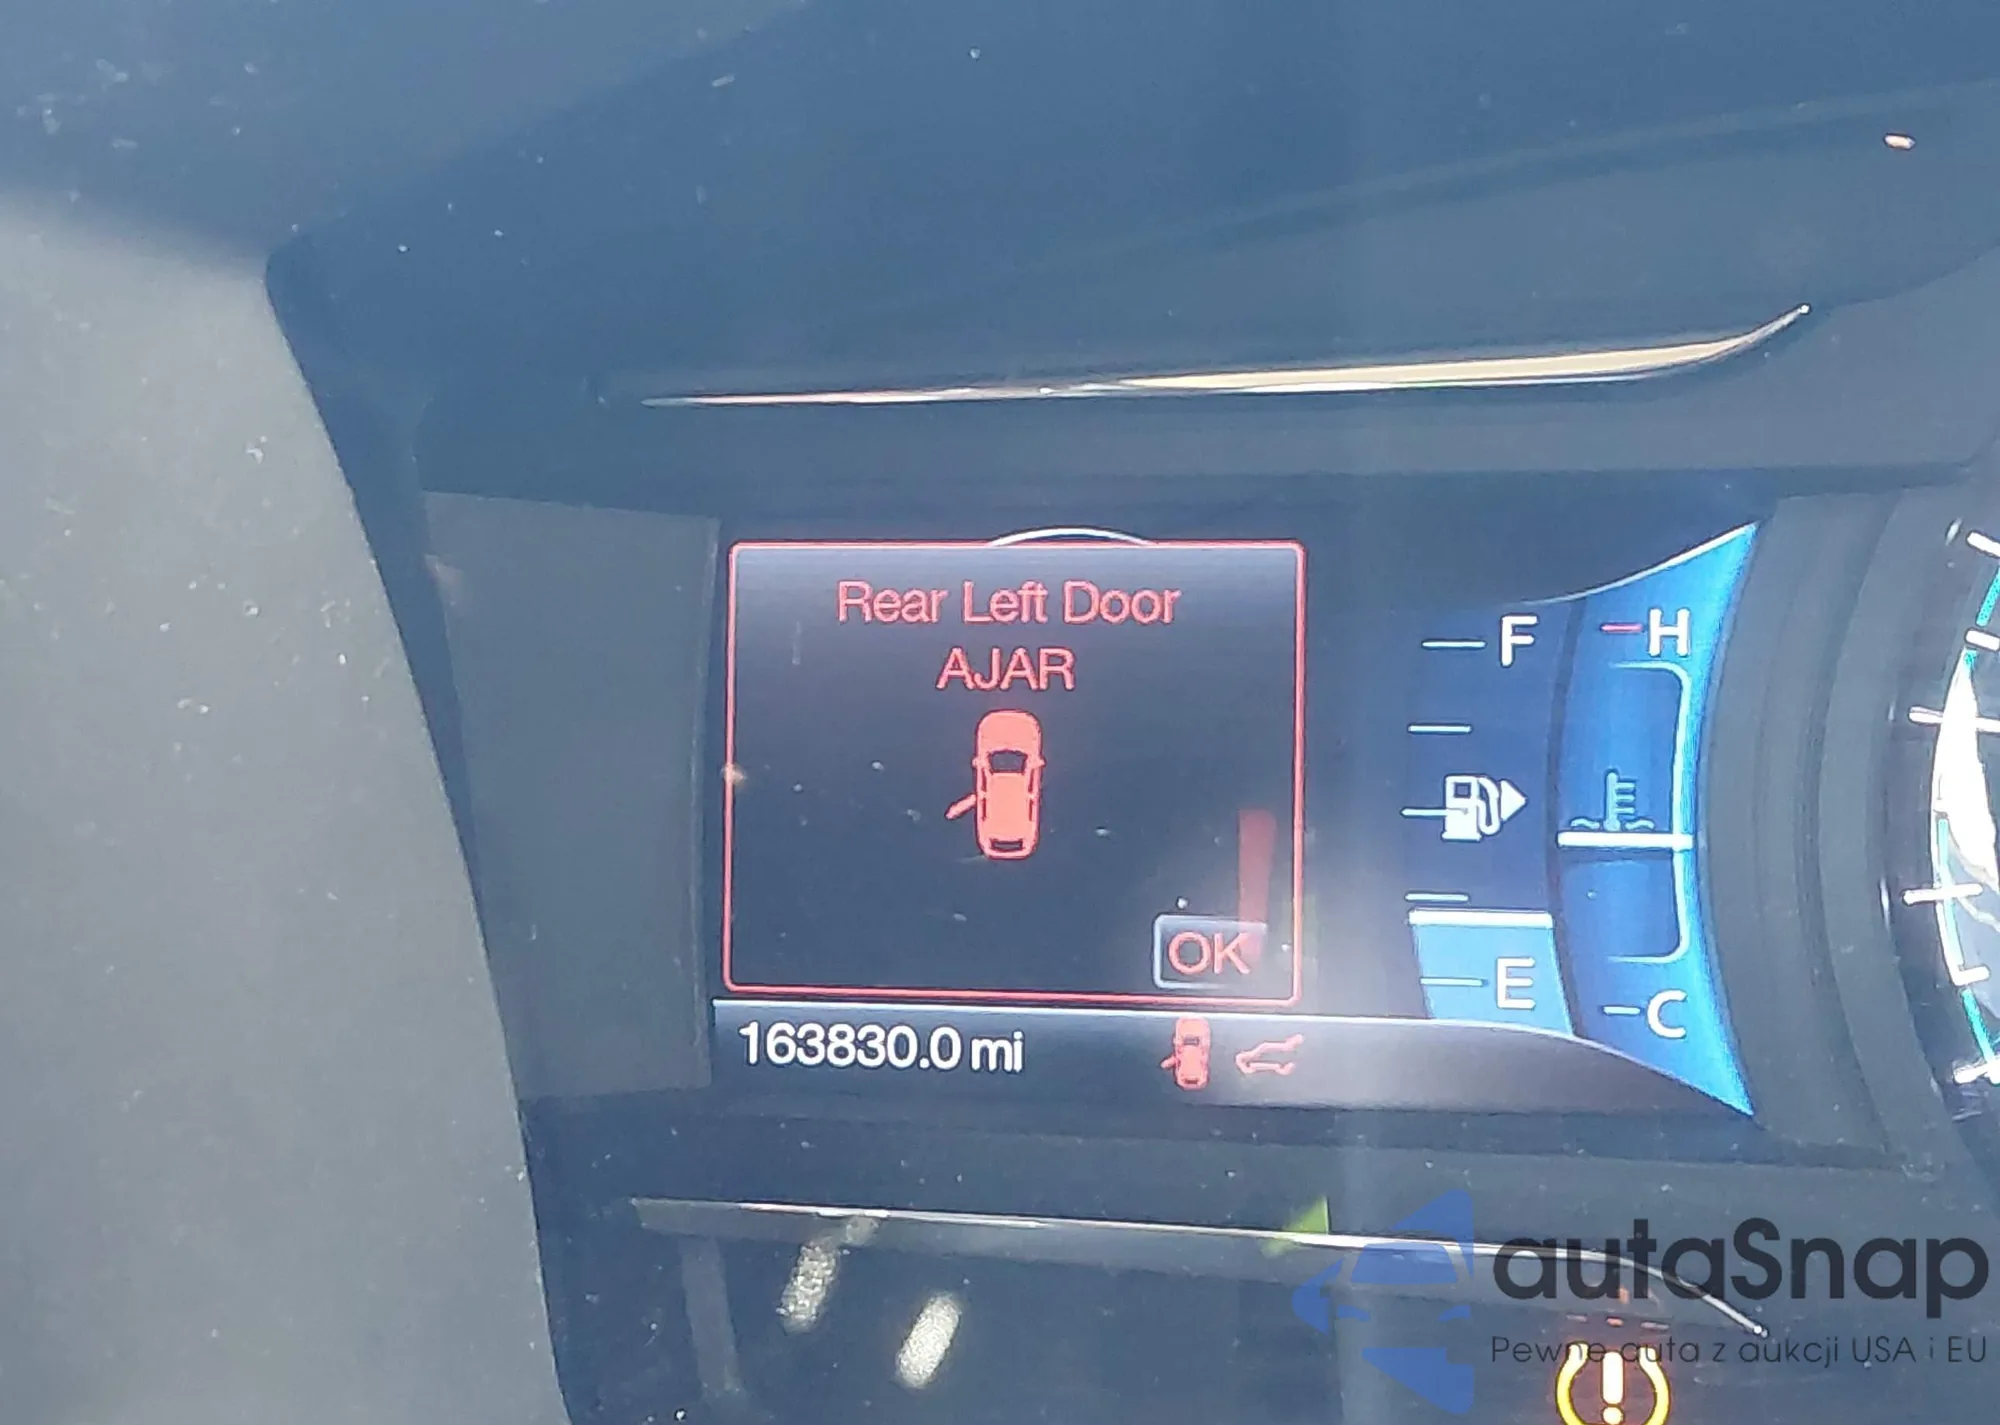 Rear Left Door
AJAR
OK
163830.0 mi
F
E
H
C
autaSnap
Pewne auta z aukcji USA i EU